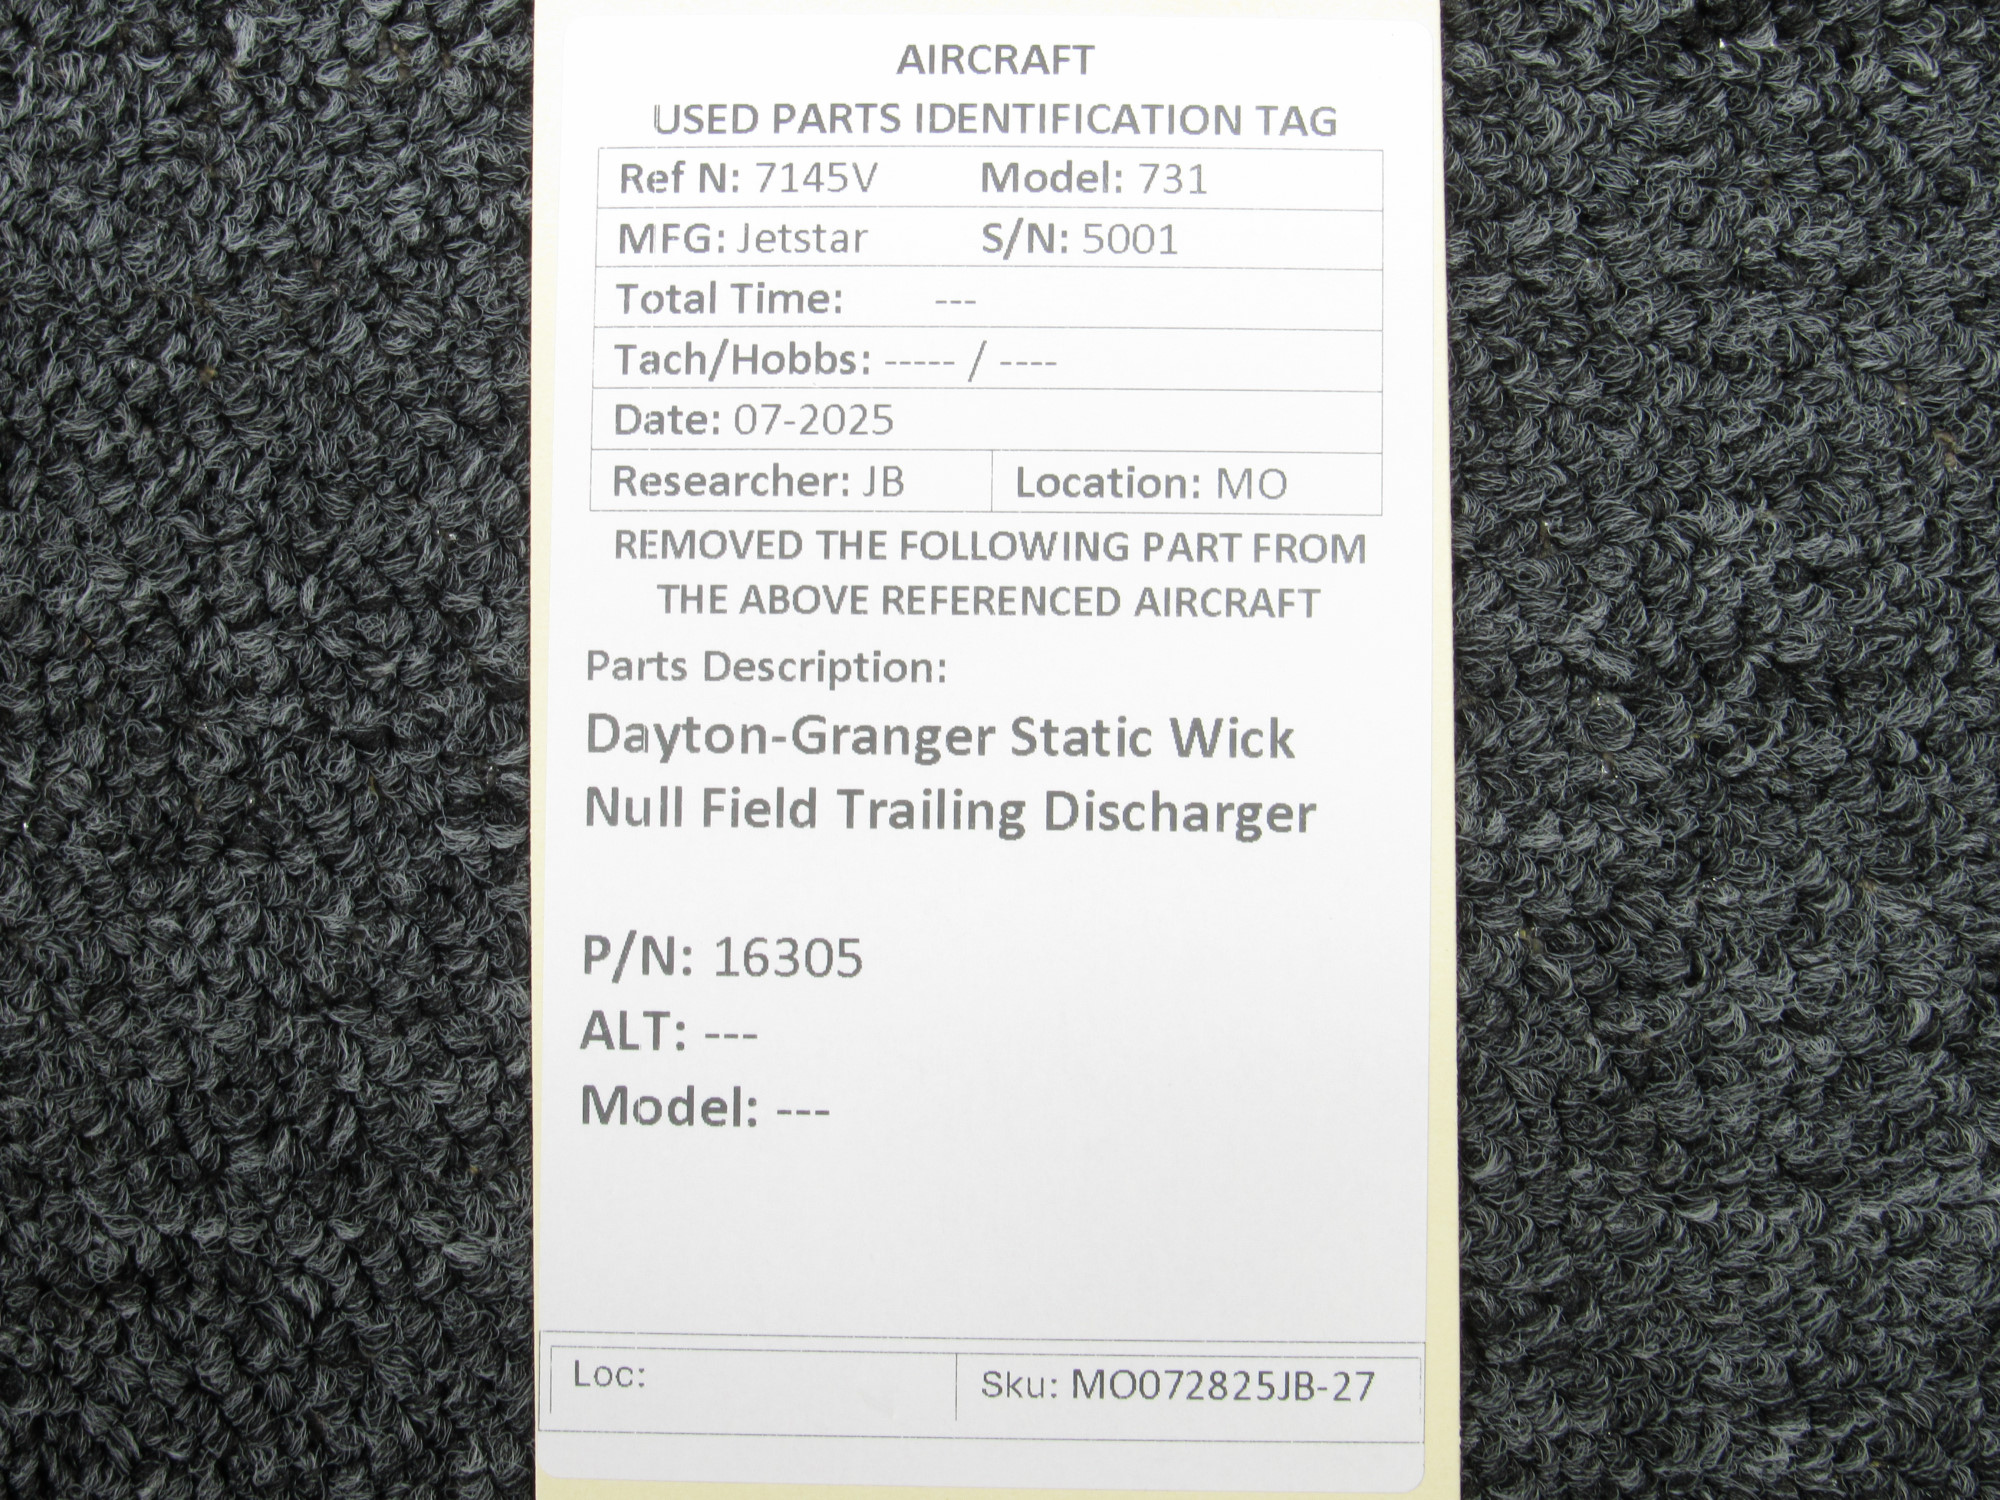 AIRCRAFT
USED PARTS IDENTIFICATION TAG
Ref N: 7145V Model: 731
MFG: Jetstar S/N: 5001
Total Time: ---
Tach/Hobbs: ----- / ----
Date: 07-2025
Researcher: JB Location: MO
REMOVED THE FOLLOWING PART FROM
THE ABOVE REFERENCED AIRCRAFT
Parts Description:
Dayton-Granger Static Wick
Null Field Trailing Discharger
P/N: 16305
ALT: ---
Model: ---
Loc: Sku: MO072825JB-27